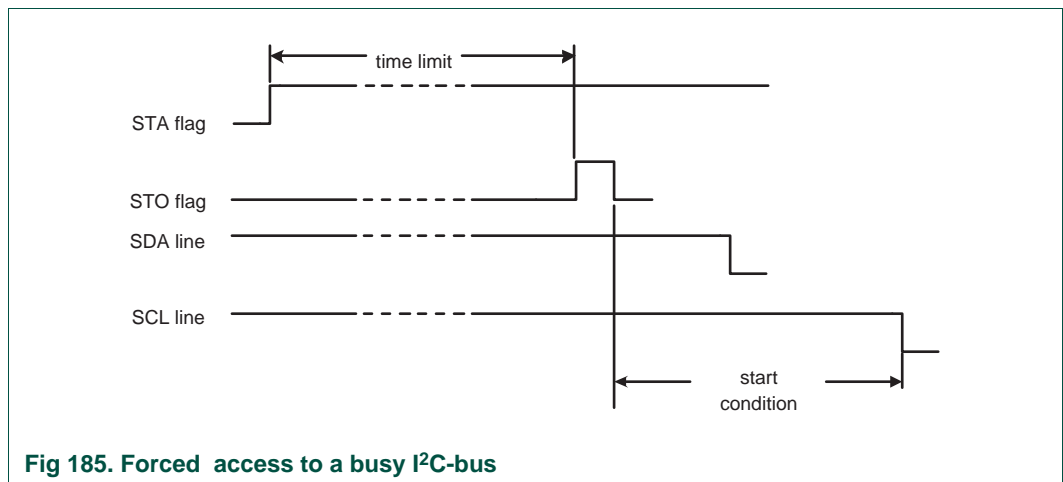 time limit
STA flag
STO flag
SDA line
SCL line
start
condition
Fig 185. Forced access to a busy I²C-bus